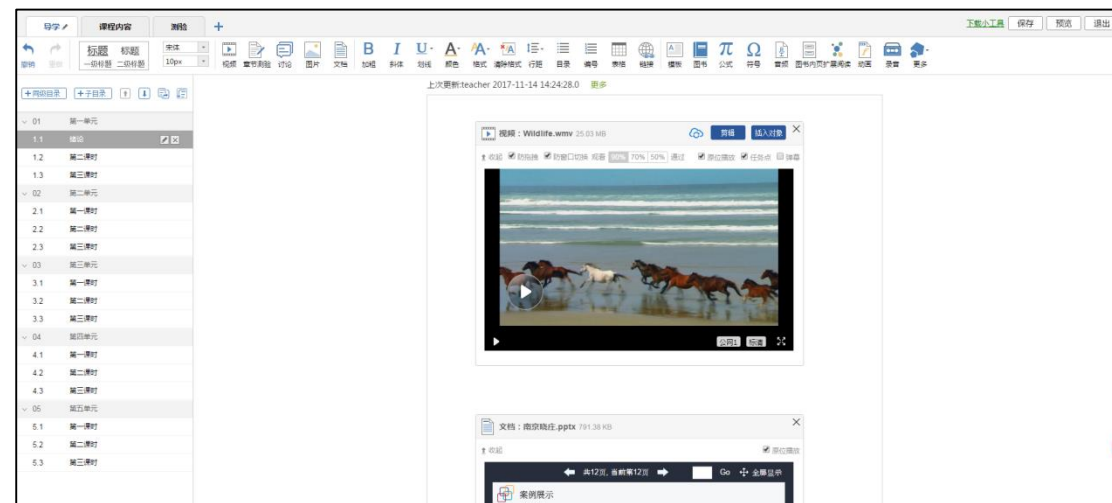 导学 课程内容 测验 +
下载小工具 保存 预览 退出
撤销 重做
标题 标题
一级标题 二级标题
宋体
10px
视频 章节测验 讨论 图片 文档 加粗 斜体 划线 颜色 格式 清除格式 行距 目录 编号 表格 链接 模板 图书 公式 符号 音频 图书内页 扩展阅读 动画 录音 更多
+同级目录 +子目录
上次更新:teacher 2017-11-14 14:24:28.0 更多
01 第一单元
1.1 绪论
1.2 第二课时
1.3 第三课时
02 第二单元
2.1 第一课时
2.2 第二课时
2.3 第三课时
03 第三单元
3.1 第一课时
3.2 第二课时
3.3 第三课时
04 第四单元
4.1 第一课时
4.2 第二课时
4.3 第三课时
05 第五单元
5.1 第一课时
5.2 第二课时
5.3 第三课时
视频：Wildlife.wmv 25.03 MB 剪辑 插入对象
收起 防拖拽 防窗口切换 观看 90% 70% 50% 通过 原位播放 任务点 弹幕
公网1 标清
文档：南京晓庄.pptx 791.38 KB
收起 原位播放
共12页, 当前第12页 Go 全屏显示
案例展示